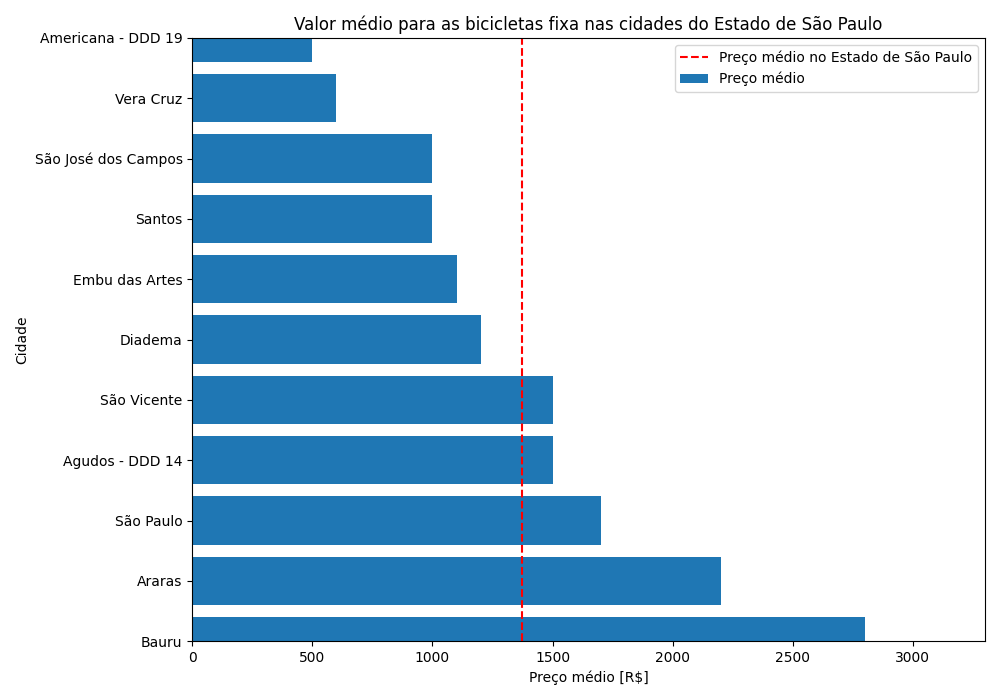 Valor médio para as bicicletas fixa nas cidades do Estado de São Paulo
Preço médio no Estado de São Paulo
Preço médio
Cidade
Americana - DDD 19
Vera Cruz
São José dos Campos
Santos
Embu das Artes
Diadema
São Vicente
Agudos - DDD 14
São Paulo
Araras
Bauru
0 500 1000 1500 2000 2500 3000
Preço médio [R$]